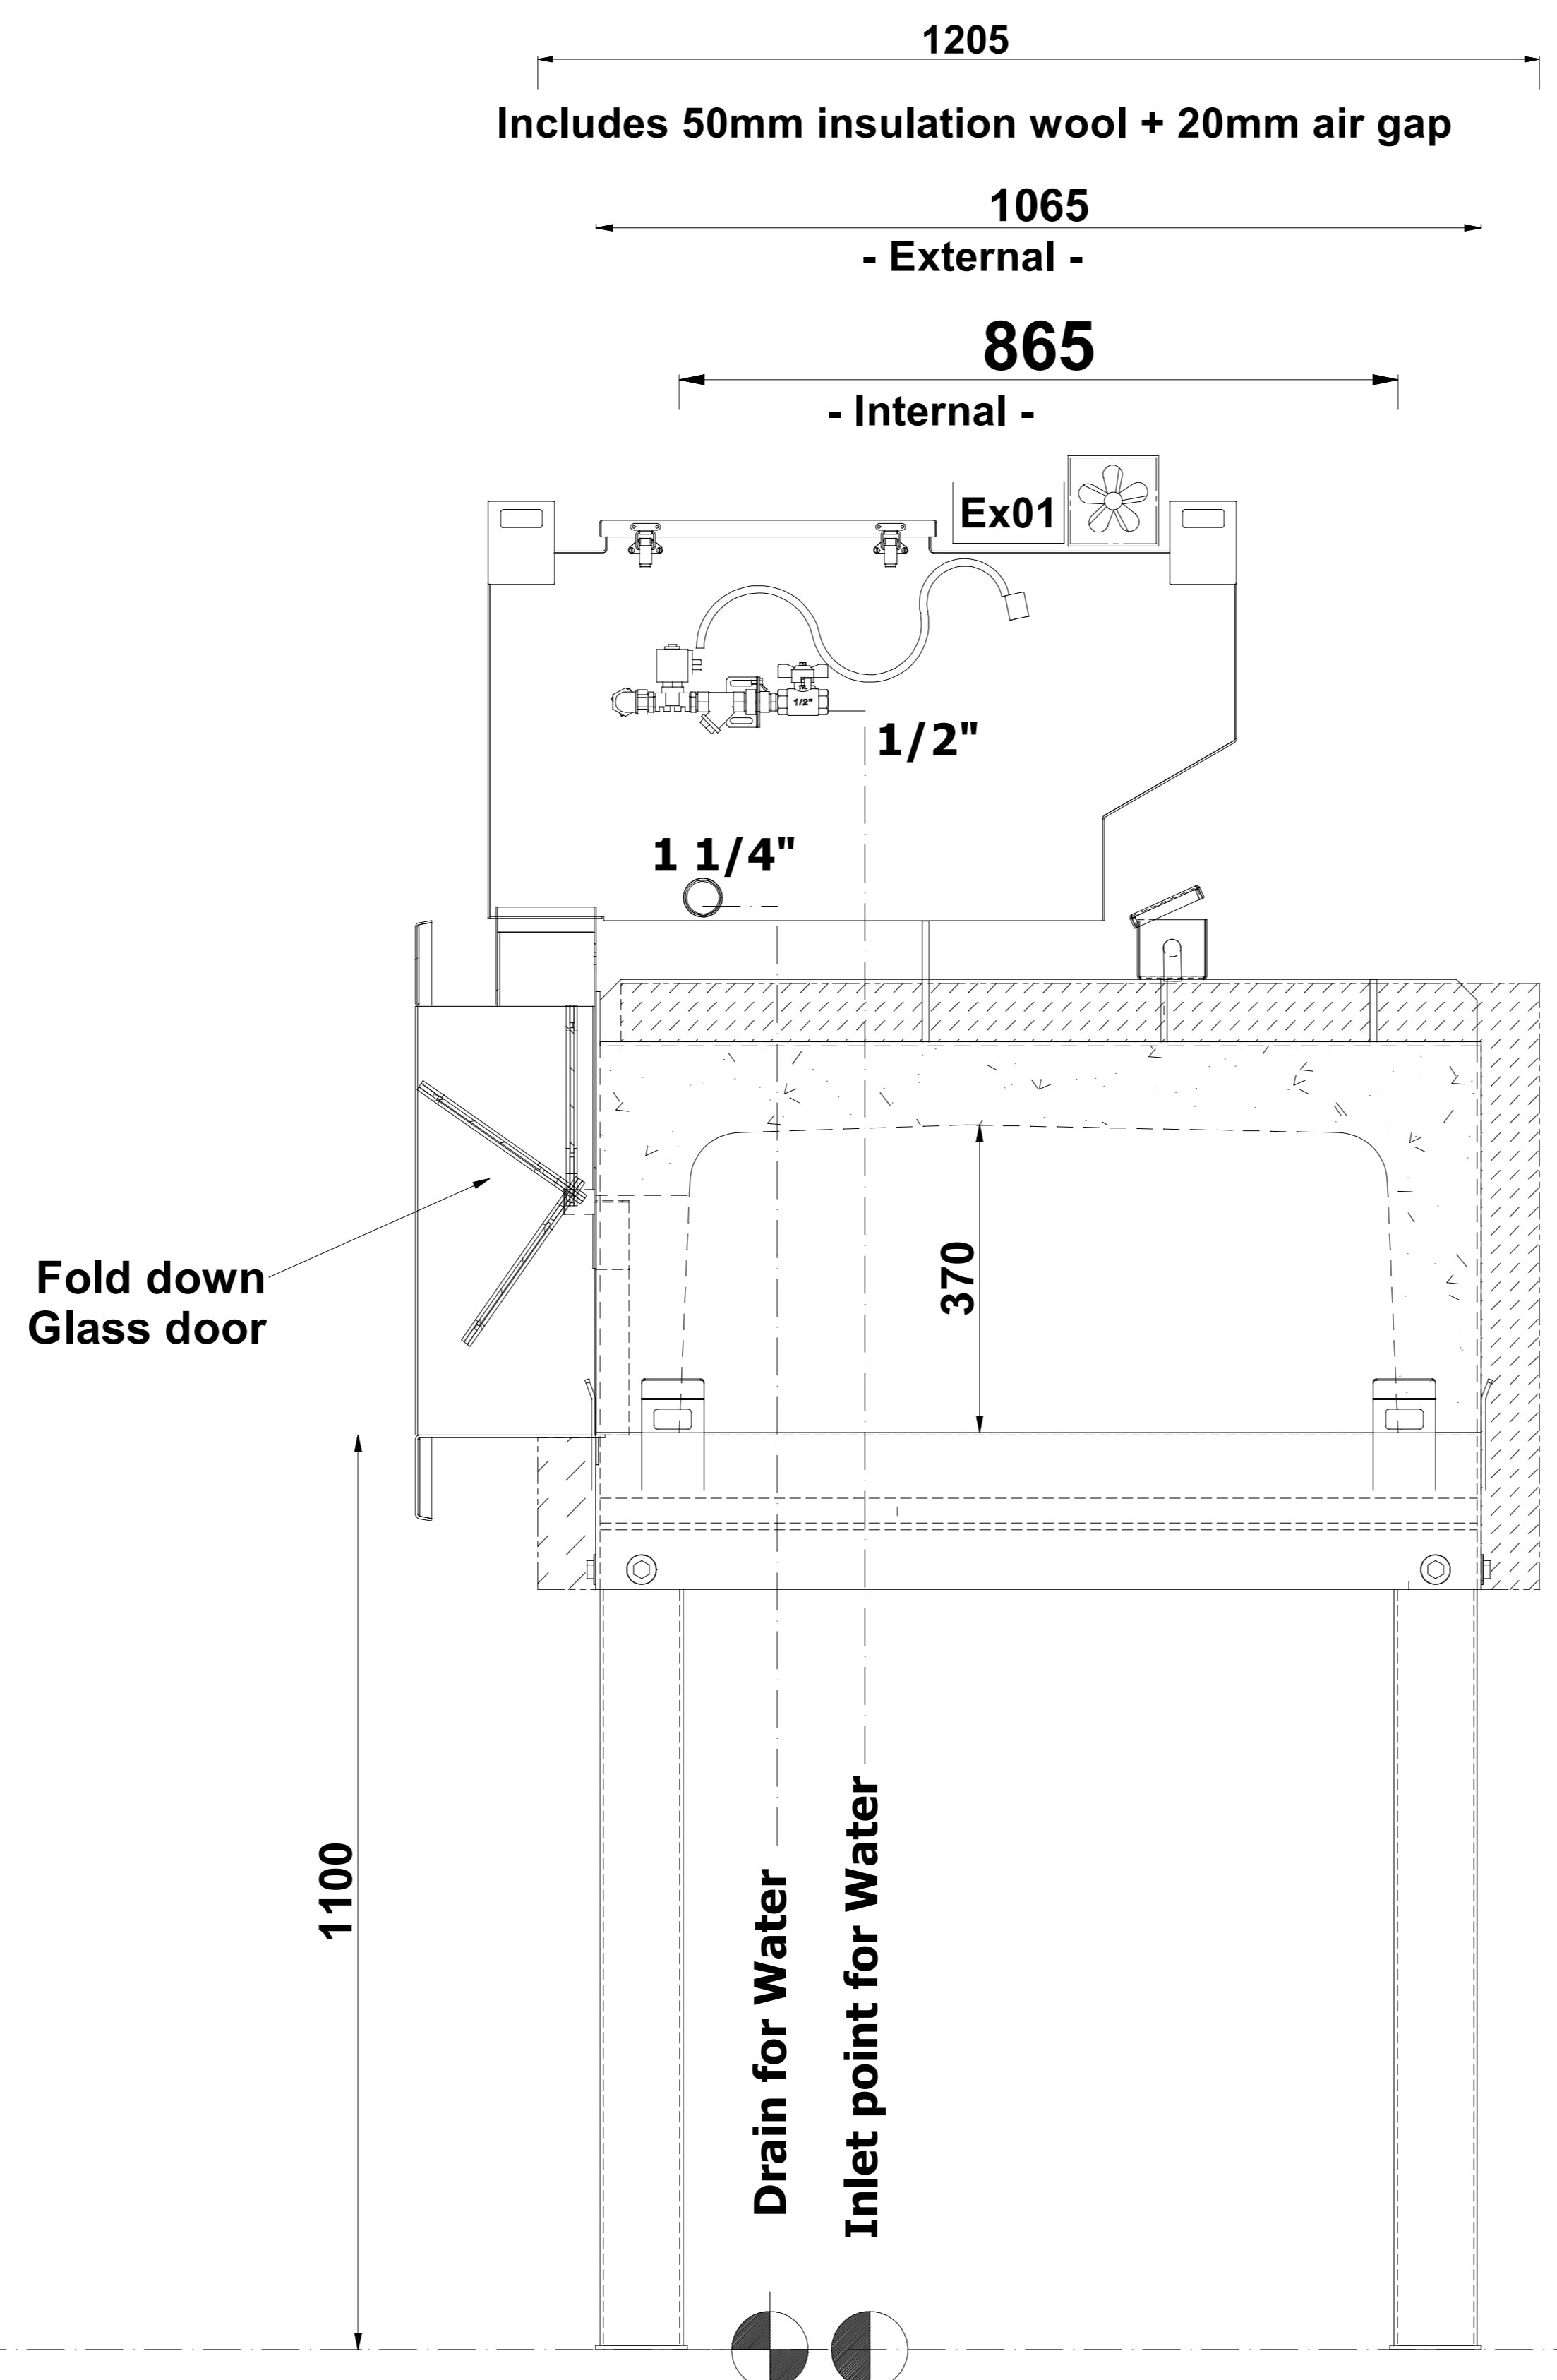 1205
Includes 50mm insulation wool + 20mm air gap
1065
- External -
865
- Internal -
Ex01
1/2"
1/2"
1 1/4"
Fold down
Glass door
370
1100
Drain for Water
Inlet point for Water